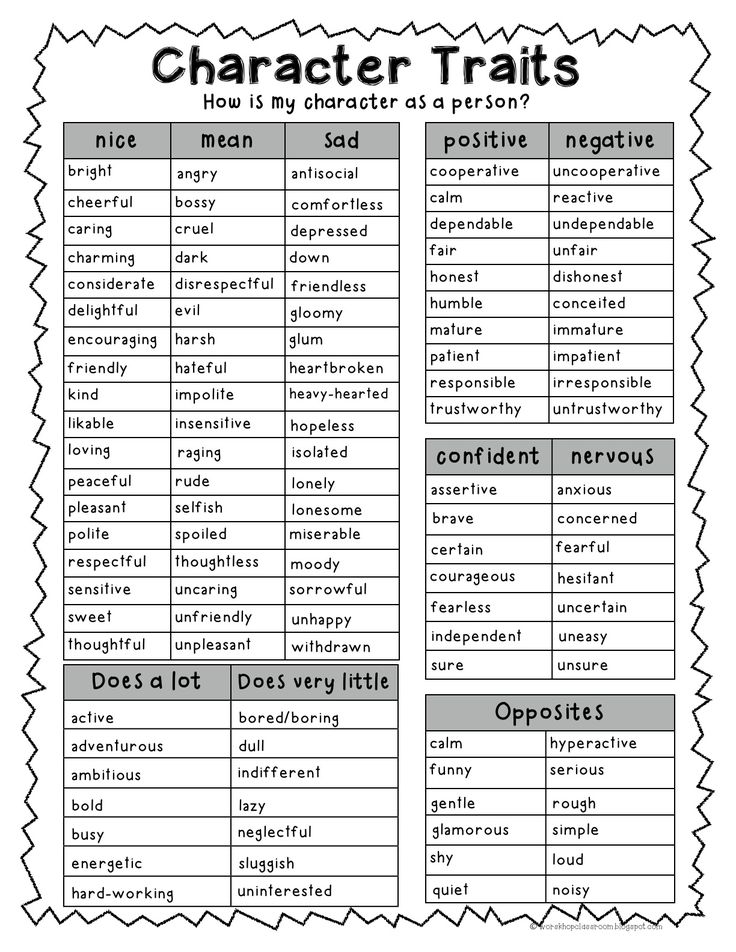 Character Traits
How is my character as a person?
nice mean sad
bright angry antisocial
cheerful bossy comfortless
caring cruel depressed
charming dark down
considerate disrespectful friendless
delightful evil gloomy
encouraging harsh glum
friendly hateful heartbroken
kind impolite heavy-hearted
likable insensitive hopeless
loving raging isolated
peaceful rude lonely
pleasant selfish lonesome
polite spoiled miserable
respectful thoughtless moody
sensitive uncaring sorrowful
sweet unfriendly unhappy
thoughtful unpleasant withdrawn
Does a lot Does very little
active bored/boring
adventurous dull
ambitious indifferent
bold lazy
busy neglectful
energetic sluggish
hard-working uninterested
positive negative
cooperative uncooperative
calm reactive
dependable undependable
fair unfair
honest dishonest
humble conceited
mature immature
patient impatient
responsible irresponsible
trustworthy untrustworthy
confident nervous
assertive anxious
brave concerned
certain fearful
courageous hesitant
fearless uncertain
independent uneasy
sure unsure
Opposites
calm hyperactive
funny serious
gentle rough
glamorous simple
shy loud
quiet noisy